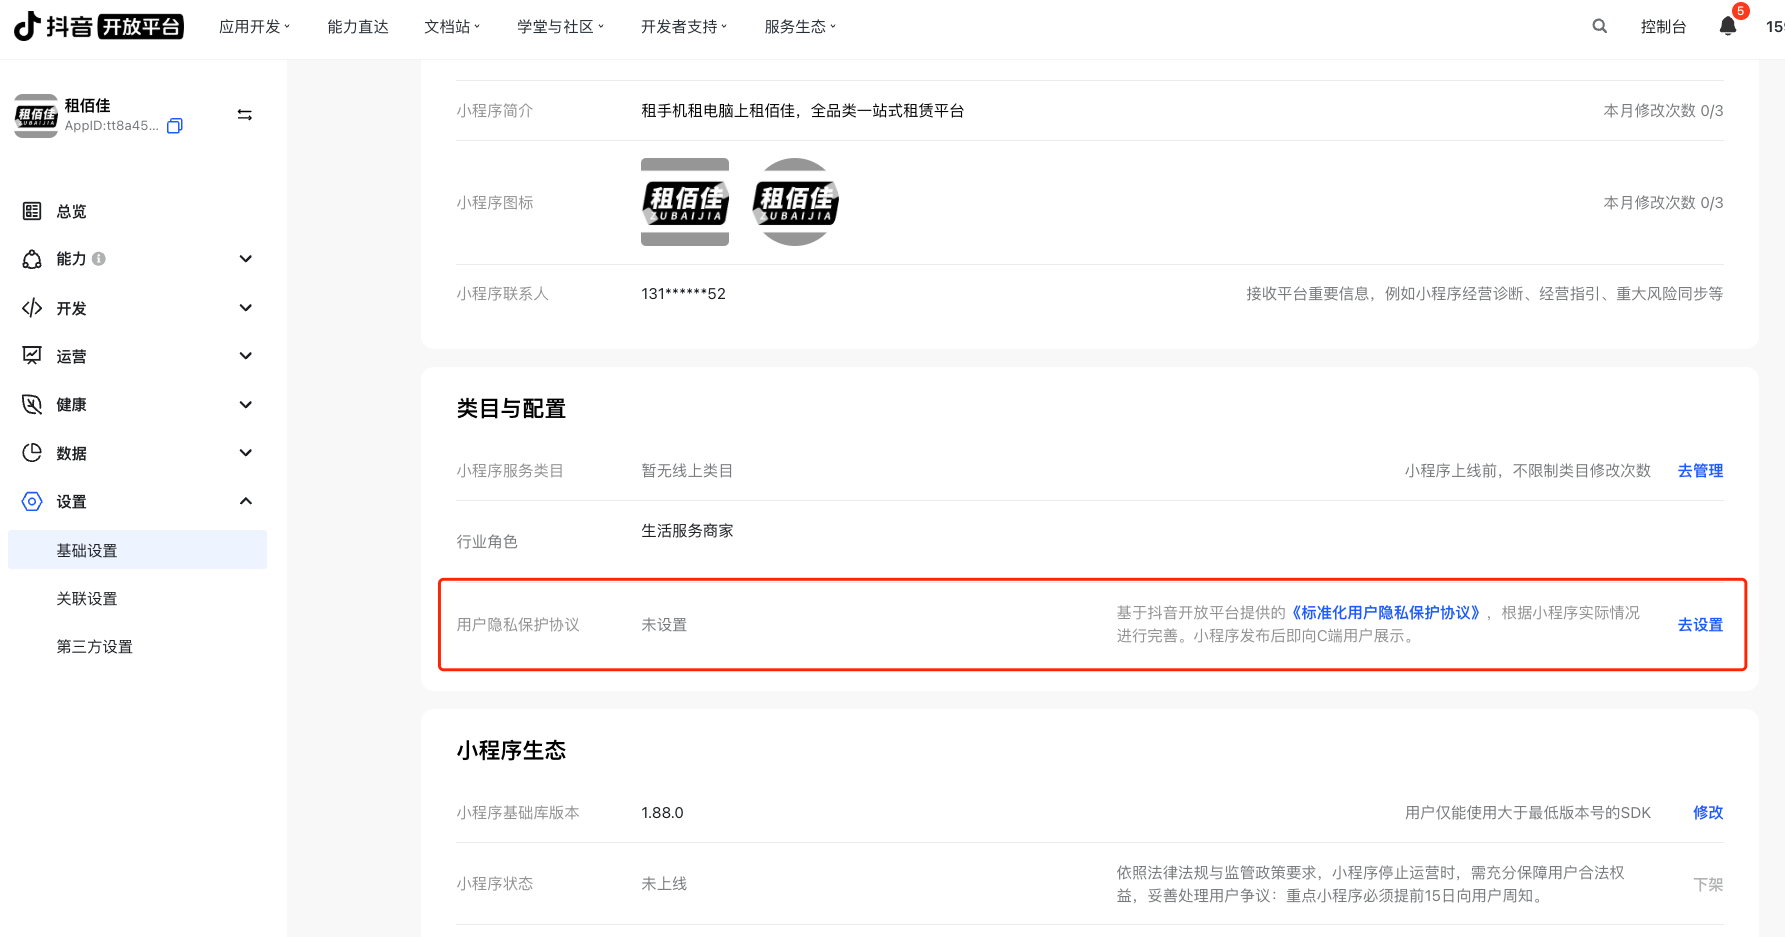 抖音 开放平台
应用开发
能力直达
文档站
学堂与社区
开发者支持
服务生态
控制台
5
15
租佰佳
ZUBAIJIA
租佰佳
AppID:tt8a45...
总览
能力
开发
运营
健康
数据
设置
基础设置
关联设置
第三方设置
小程序简介
租手机租电脑上租佰佳，全品类一站式租赁平台
本月修改次数 0/3
小程序图标
租佰佳
ZUBAIJIA
租佰佳
ZUBAIJIA
本月修改次数 0/3
小程序联系人
131******52
接收平台重要信息，例如小程序经营诊断、经营指引、重大风险同步等
类目与配置
小程序服务类目
暂无线上类目
小程序上线前，不限制类目修改次数
去管理
行业角色
生活服务商家
用户隐私保护协议
未设置
基于抖音开放平台提供的《标准化用户隐私保护协议》，根据小程序实际情况
进行完善。小程序发布后即向C端用户展示。
去设置
小程序生态
小程序基础库版本
1.88.0
用户仅能使用大于最低版本号的SDK
修改
小程序状态
未上线
依照法律法规与监管政策要求，小程序停止运营时，需充分保障用户合法权
益，妥善处理用户争议：重点小程序必须提前15日向用户周知。
下架